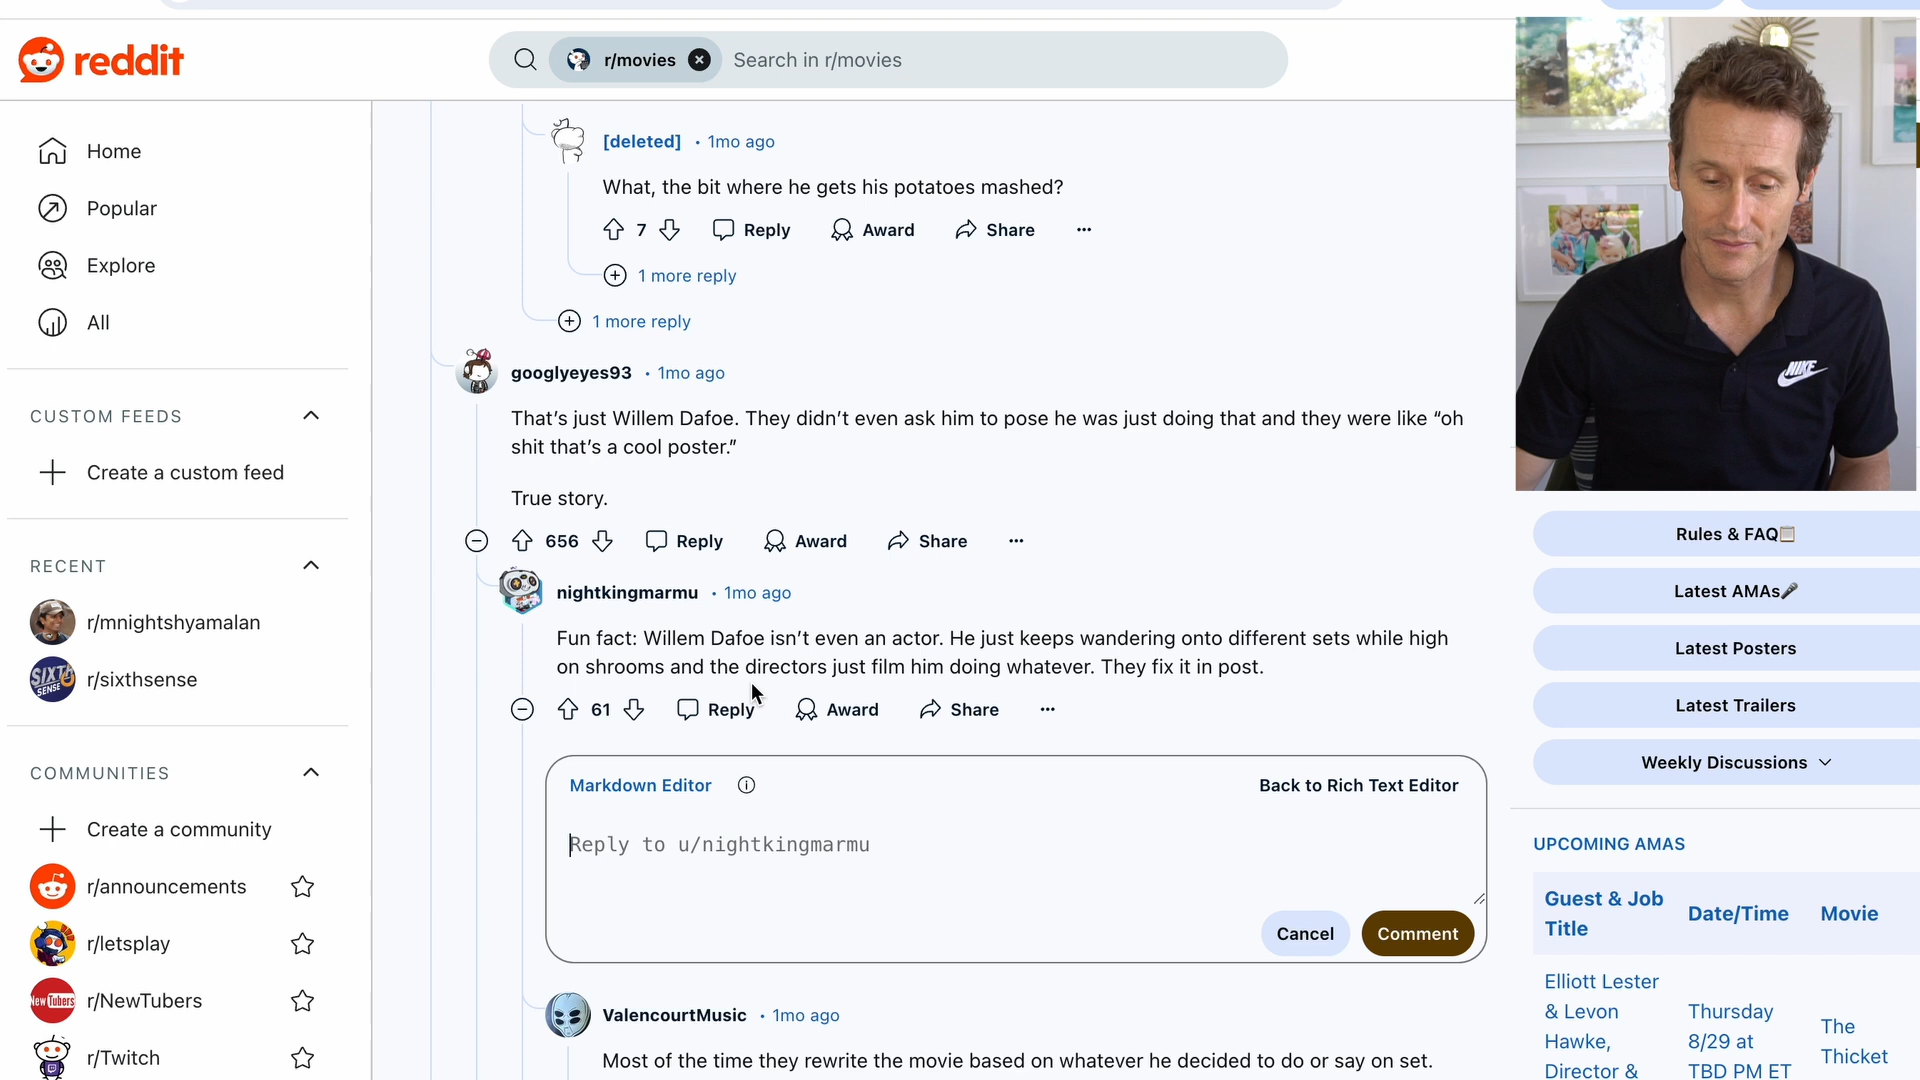 reddit
r/movies
Search in r/movies
Home
Popular
Explore
All
CUSTOM FEEDS
Create a custom feed
RECENT
r/mnightshyamalan
SIXTH
SENSE
r/sixthsense
COMMUNITIES
Create a community
r/announcements
r/letsplay
New Tubers
r/NewTubers
r/Twitch
[deleted] • 1mo ago
What, the bit where he gets his potatoes mashed?
7 Reply Award Share
1 more reply
1 more reply
googlyeyes93 • 1mo ago
That’s just Willem Dafoe. They didn’t even ask him to pose he was just doing that and they were like “oh
shit that’s a cool poster.”
True story.
656 Reply Award Share
nightkingmarmu • 1mo ago
Fun fact: Willem Dafoe isn’t even an actor. He just keeps wandering onto different sets while high
on shrooms and the directors just film him doing whatever. They fix it in post.
61 Reply Award Share
Markdown Editor
Back to Rich Text Editor
Reply to u/nightkingmarmu
Cancel
Comment
ValencourtMusic • 1mo ago
Most of the time they rewrite the movie based on whatever he decided to do or say on set.
NIKE
Rules & FAQ
Latest AMAs
Latest Posters
Latest Trailers
Weekly Discussions
UPCOMING AMAS
Guest & Job
Title
Date/Time
Movie
Elliott Lester
& Levon
Hawke,
Director &
Thursday
8/29 at
TBD PM ET
The
Thicket